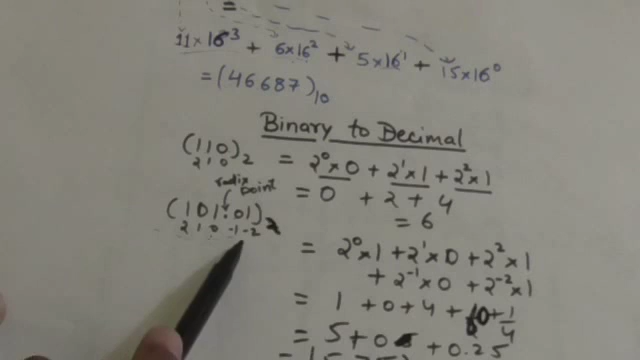 =
11×16³ + 6×16² + 5×16¹ + 15×16⁰
= (46687)₁₀
Binary to Decimal
(110)₂ = 2⁰×0 + 2¹×1 + 2²×1
2 1 0
= 0 + 2 + 4
= 6
radix point
(101.01)₂
2 1 0 -1 -2
= 2⁰×1 + 2¹×0 + 2²×1
+ 2⁻¹×0 + 2⁻²×1
= 1 + 0 + 4 + 0 + 1/4
= 5 + 0 + 0.25